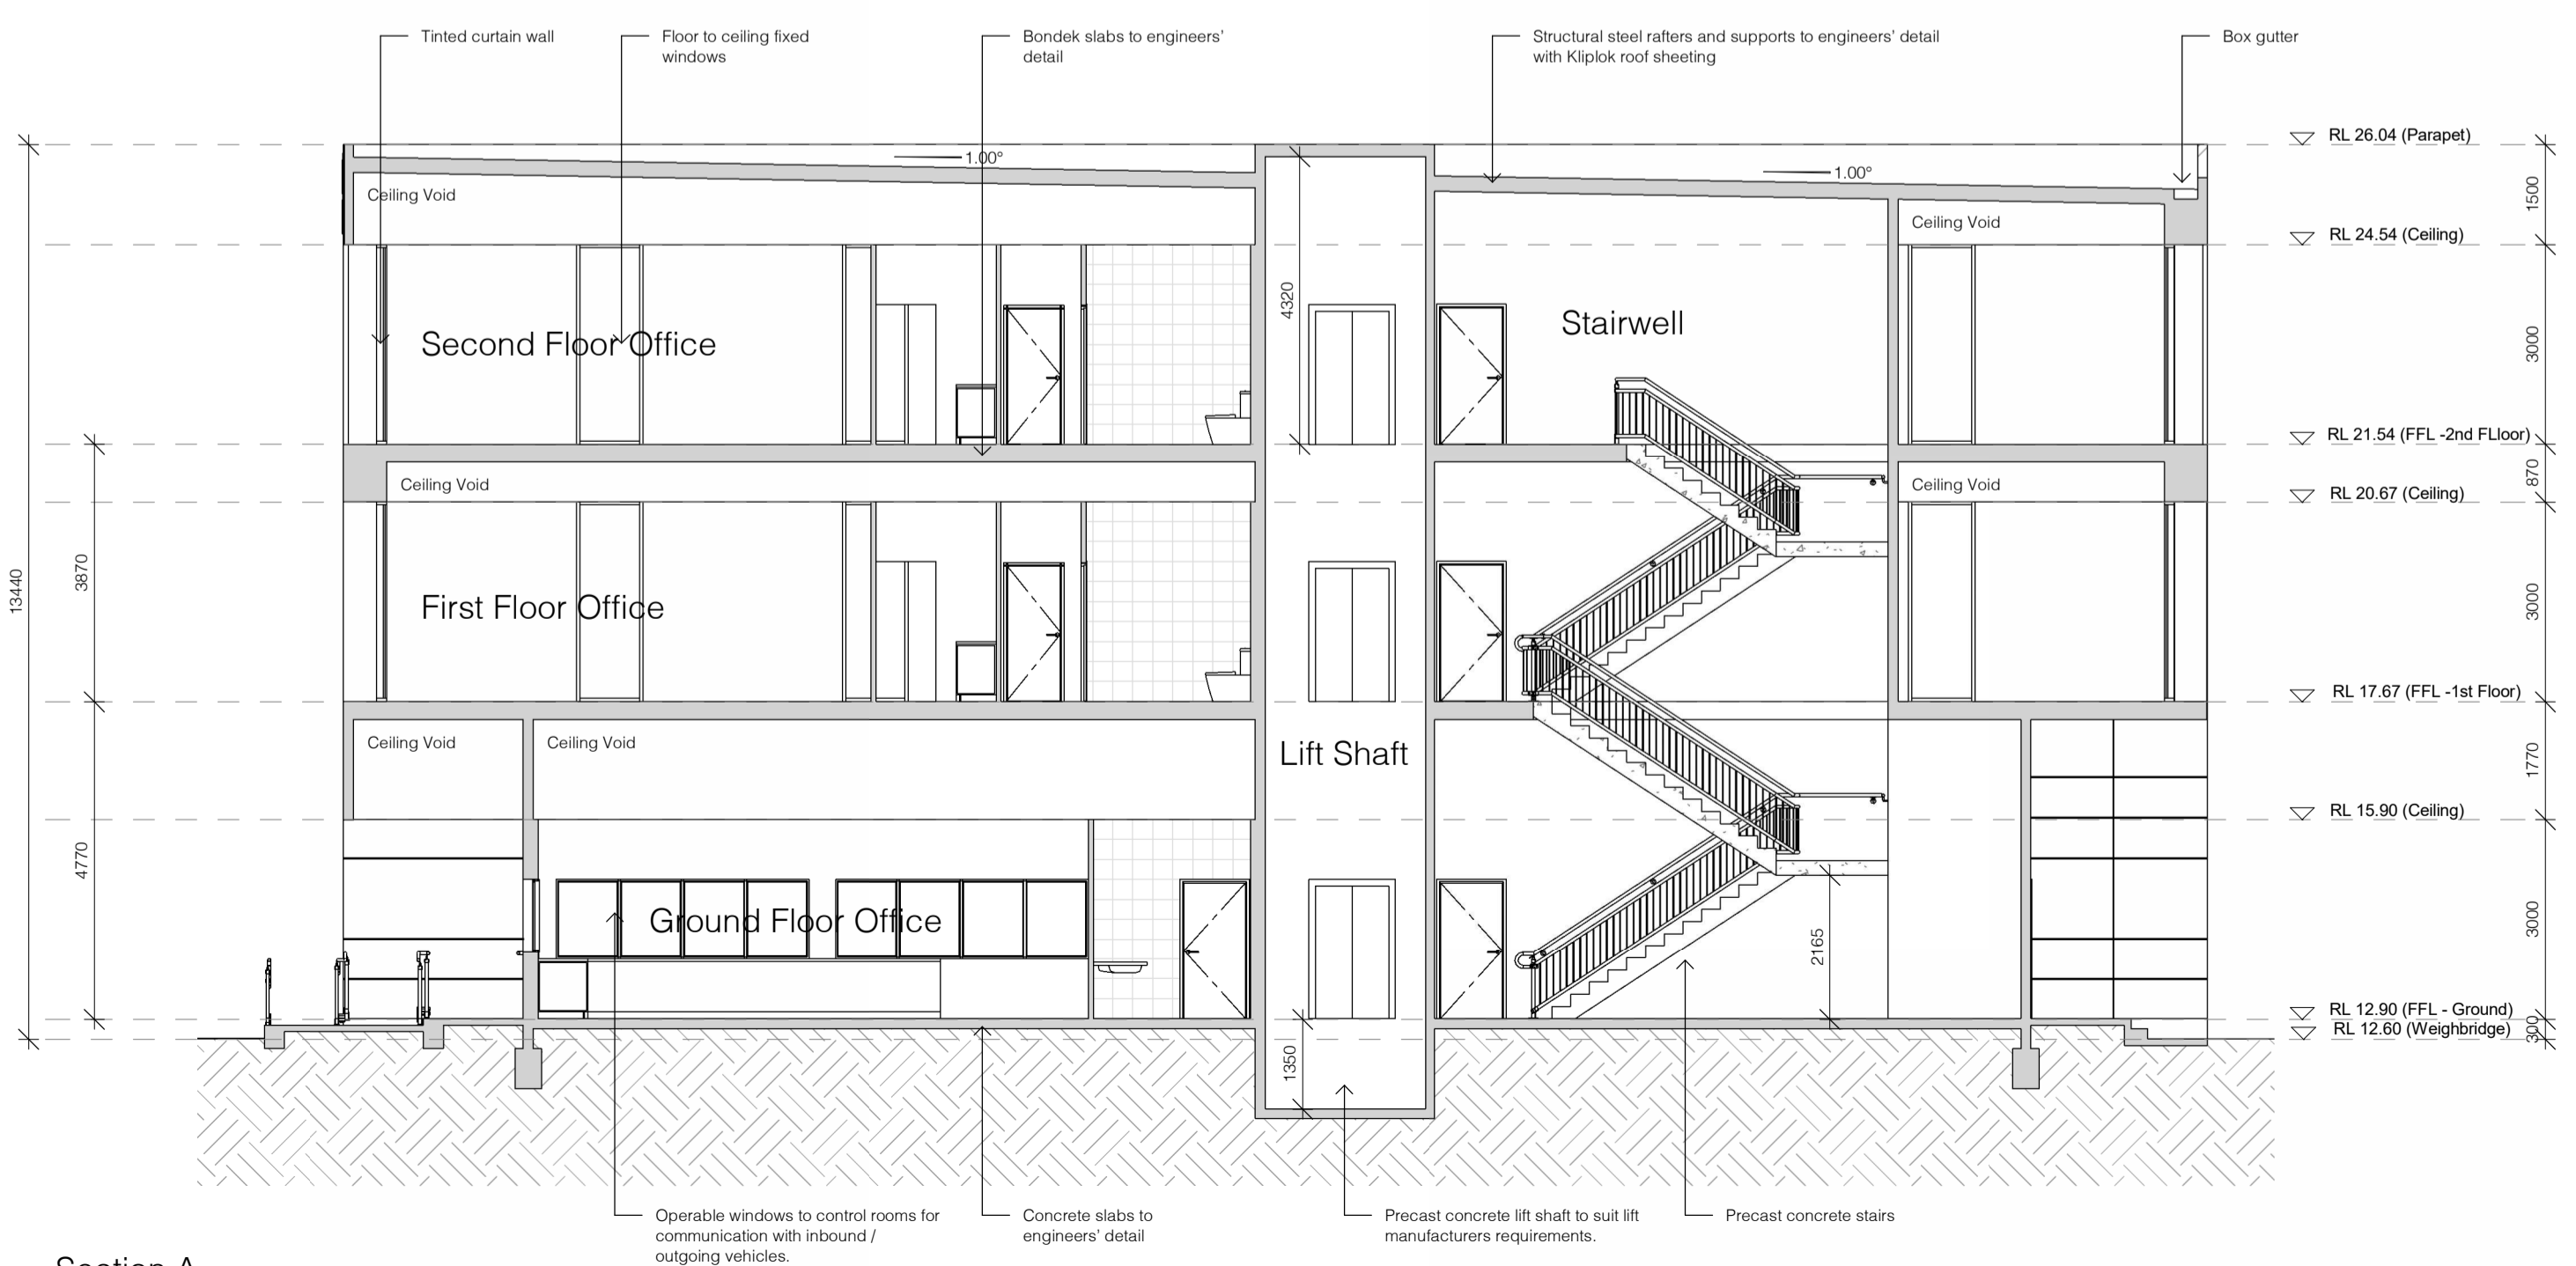 Tinted curtain wall
Floor to ceiling fixed
windows
Bondek slabs to engineers’
detail
Structural steel rafters and supports to engineers’ detail
with Kliplok roof sheeting
Box gutter
RL 26.04 (Parapet)
1.00°
1.00°
Ceiling Void
Ceiling Void
1500
RL 24.54 (Ceiling)
4320
Second Floor Office
Stairwell
3000
RL 21.54 (FFL -2nd FLloor)
870
Ceiling Void
Ceiling Void
RL 20.67 (Ceiling)
13440
3870
First Floor Office
3000
RL 17.67 (FFL -1st Floor)
Ceiling Void
Ceiling Void
Lift Shaft
1770
RL 15.90 (Ceiling)
4770
Ground Floor Office
2165
3000
RL 12.90 (FFL - Ground)
RL 12.60 (Weighbridge)
300
1350
Operable windows to control rooms for
communication with inbound /
outgoing vehicles.
Concrete slabs to
engineers’ detail
Precast concrete lift shaft to suit lift
manufacturers requirements.
Precast concrete stairs
Section A